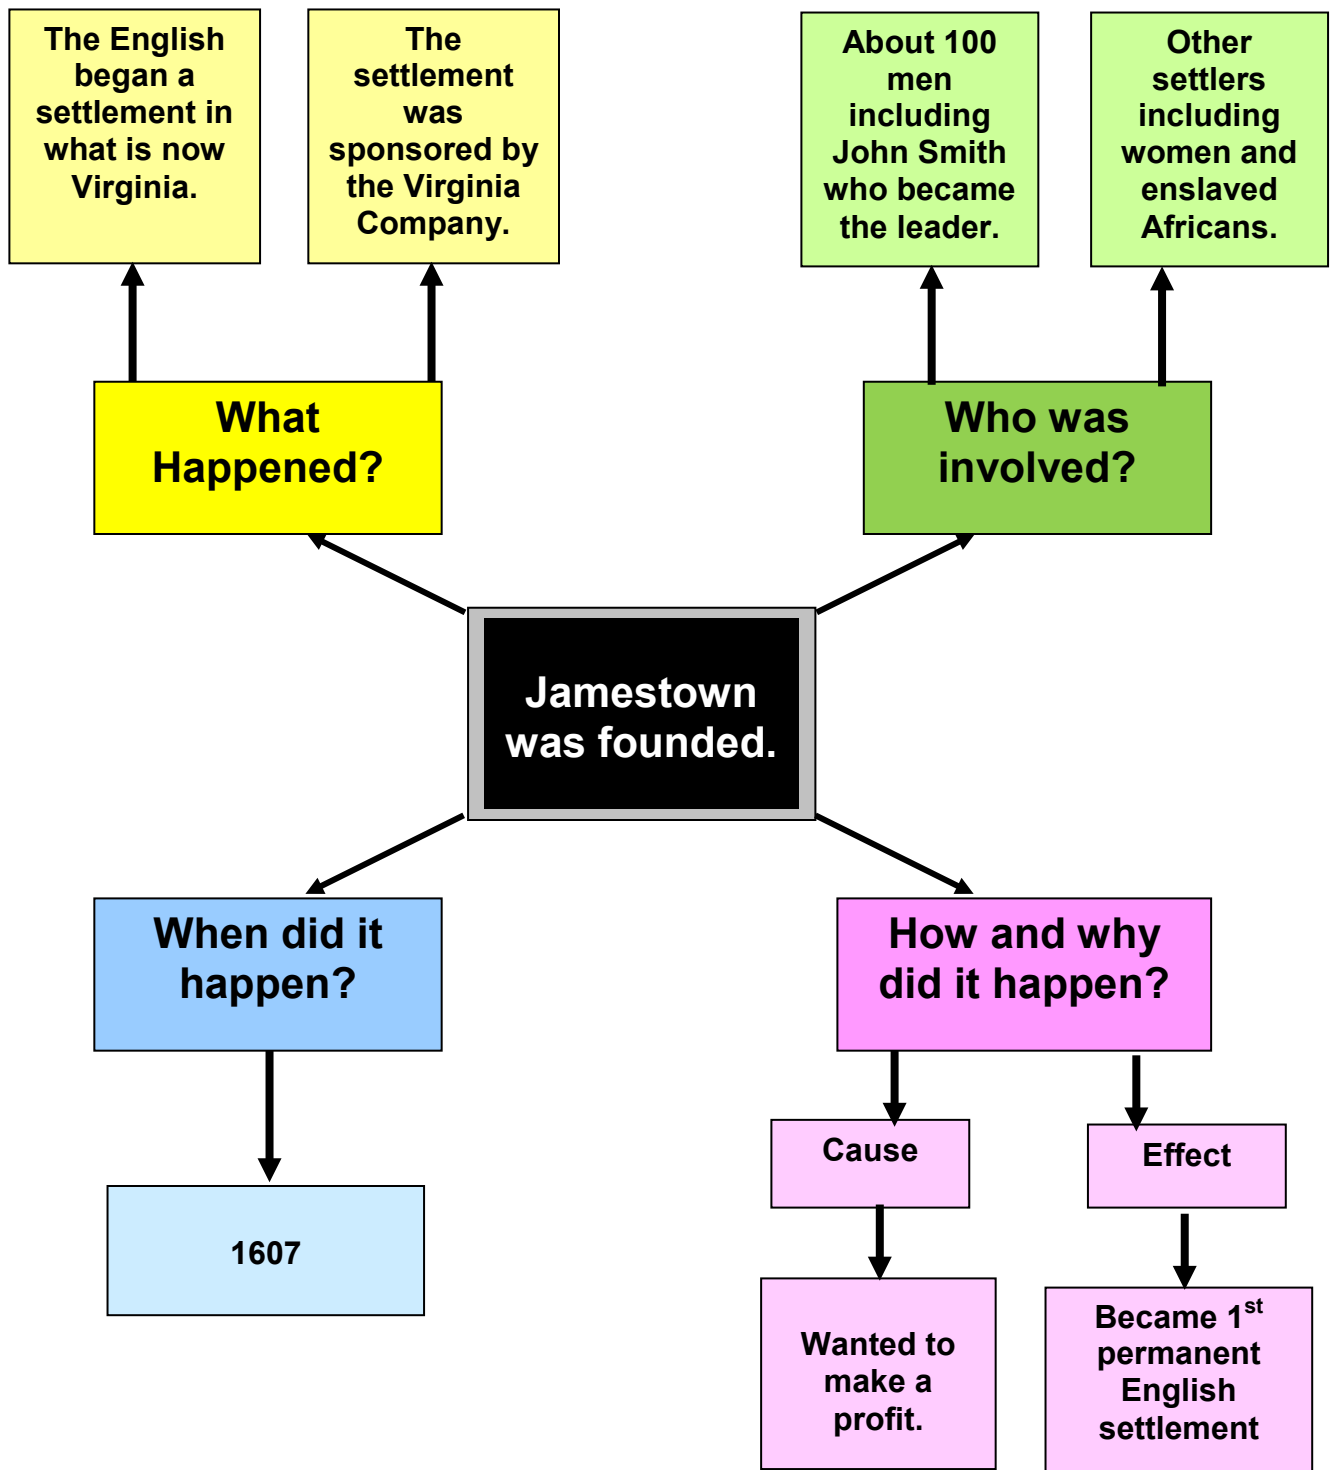 The English
began a
settlement in
what is now
Virginia.
The
settlement
was
sponsored by
the Virginia
Company.
About 100
men
including
John Smith
who became
the leader.
Other
settlers
including
women and
enslaved
Africans.
What
Happened?
Who was
involved?
Jamestown
was founded.
When did it
happen?
1607
How and why
did it happen?
Cause
Effect
Wanted to
make a
profit.
Became 1st
permanent
English
settlement